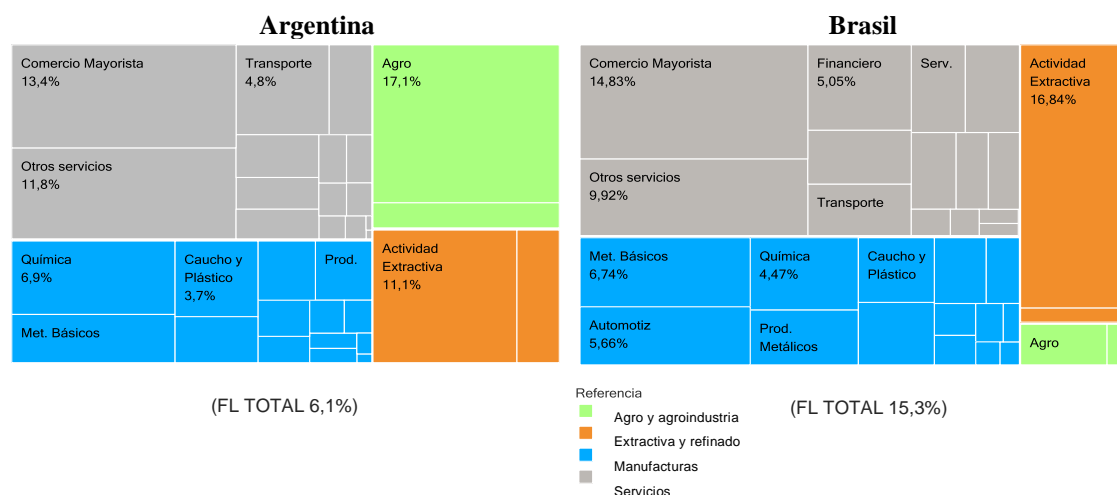 Argentina
Comercio Mayorista
13,4%
Transporte
4,8%
Agro
17,1%
Otros servicios
11,8%
Química
6,9%
Caucho y
Plástico
3,7%
Prod.
Met. Básicos
Actividad
Extractiva
11,1%
(FL TOTAL 6,1%)
Brasil
Comercio Mayorista
14,83%
Financiero
5,05%
Serv.
Actividad
Extractiva
16,84%
Otros servicios
9,92%
Transporte
Met. Básicos
6,74%
Química
4,47%
Caucho y
Plástico
Automotiz
5,66%
Prod.
Metálicos
Agro
(FL TOTAL 15,3%)
Referencia
Agro y agroindustria
Extractiva y refinado
Manufacturas
Servicios